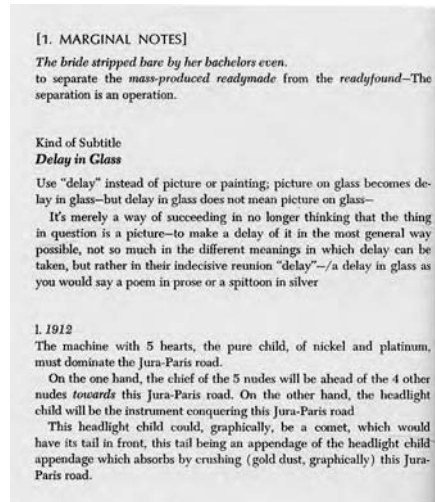 [1. MARGINAL NOTES]
The bride stripped bare by her bachelors even.
to separate the mass-produced readymade from the readyfound—The
separation is an operation.
Kind of Subtitle
Delay in Glass
Use "delay" instead of picture or painting; picture on glass becomes de-
lay in glass—but delay in glass does not mean picture on glass—
It's merely a way of succeeding in no longer thinking that the thing
in question is a picture—to make a delay of it in the most general way
possible, not so much in the different meanings in which delay can be
taken, but rather in their indecisive reunion "delay"—/a delay in glass as
you would say a poem in prose or a spittoon in silver
I. 1912
The machine with 5 hearts, the pure child, of nickel and platinum,
must dominate the Jura-Paris road.
On the one hand, the chief of the 5 nudes will be ahead of the 4 other
nudes towards this Jura-Paris road. On the other hand, the headlight
child will be the instrument conquering this Jura-Paris road
This headlight child could, graphically, be a comet, which would
have its tail in front, this tail being an appendage of the headlight child
appendage which absorbs by crushing (gold dust, graphically) this Jura-
Paris road.